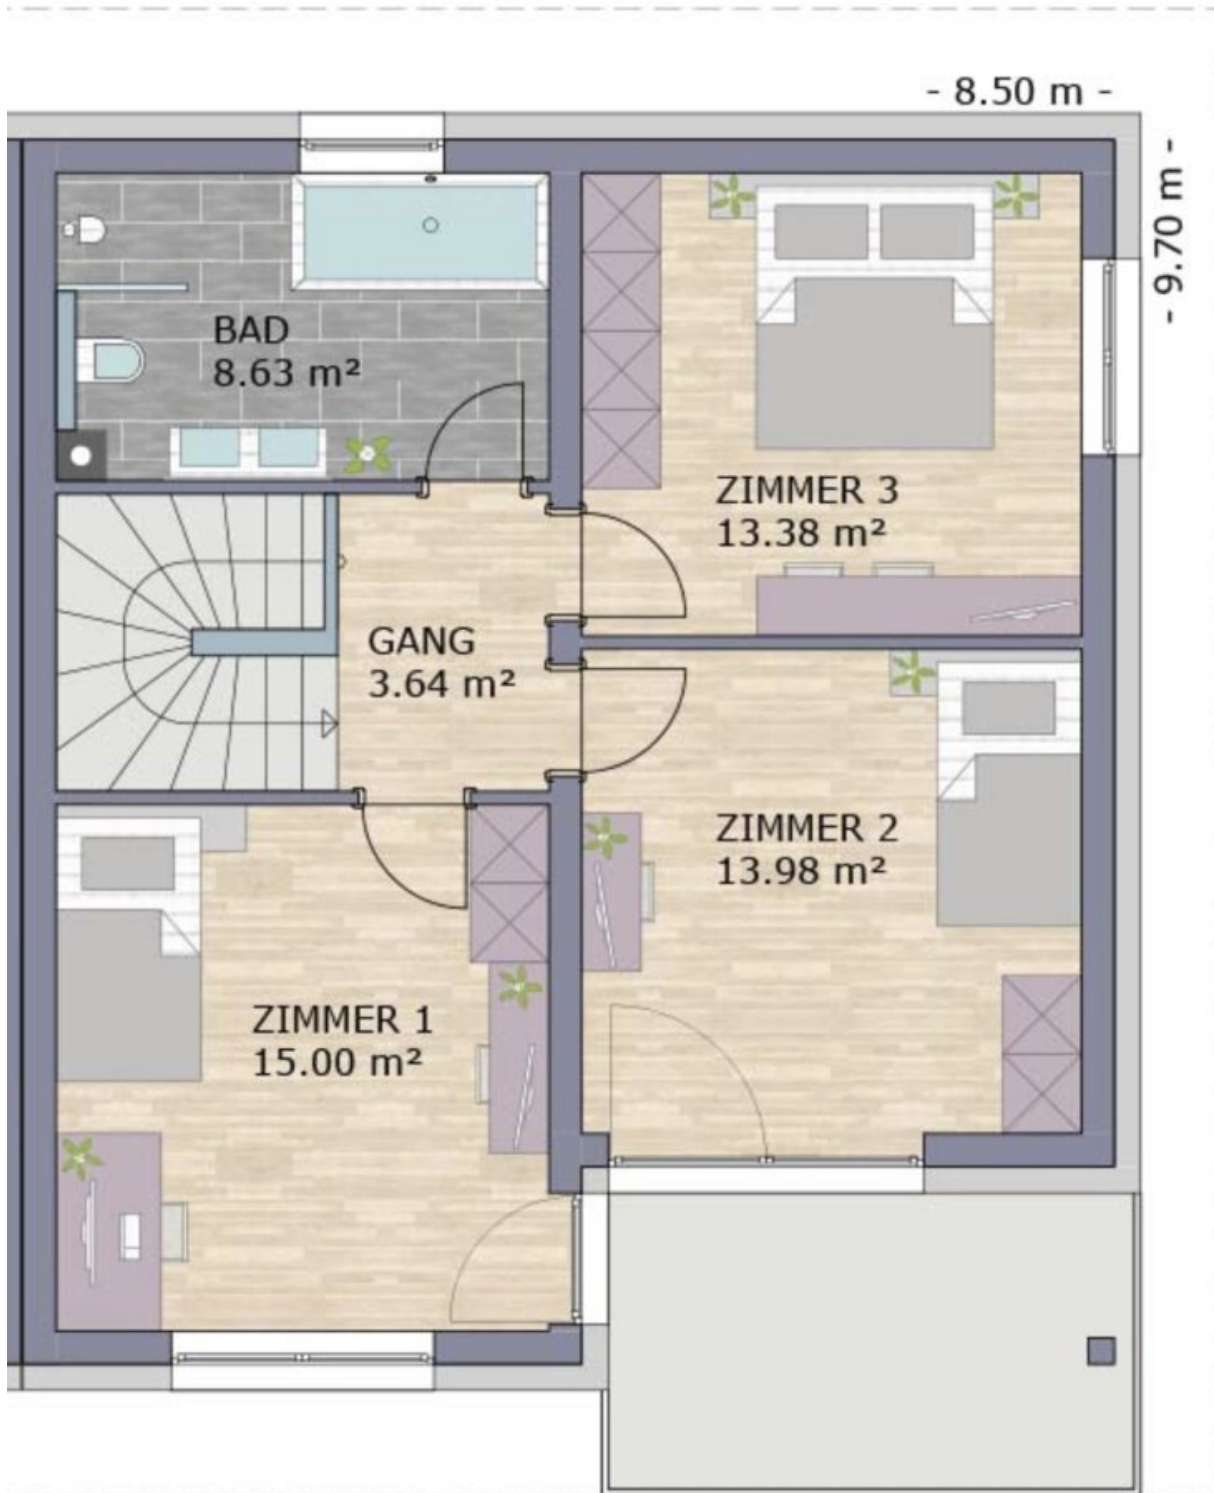 - 8.50 m -
- 9.70 m -
BAD
8.63 m²
ZIMMER 3
13.38 m²
GANG
3.64 m²
ZIMMER 2
13.98 m²
ZIMMER 1
15.00 m²